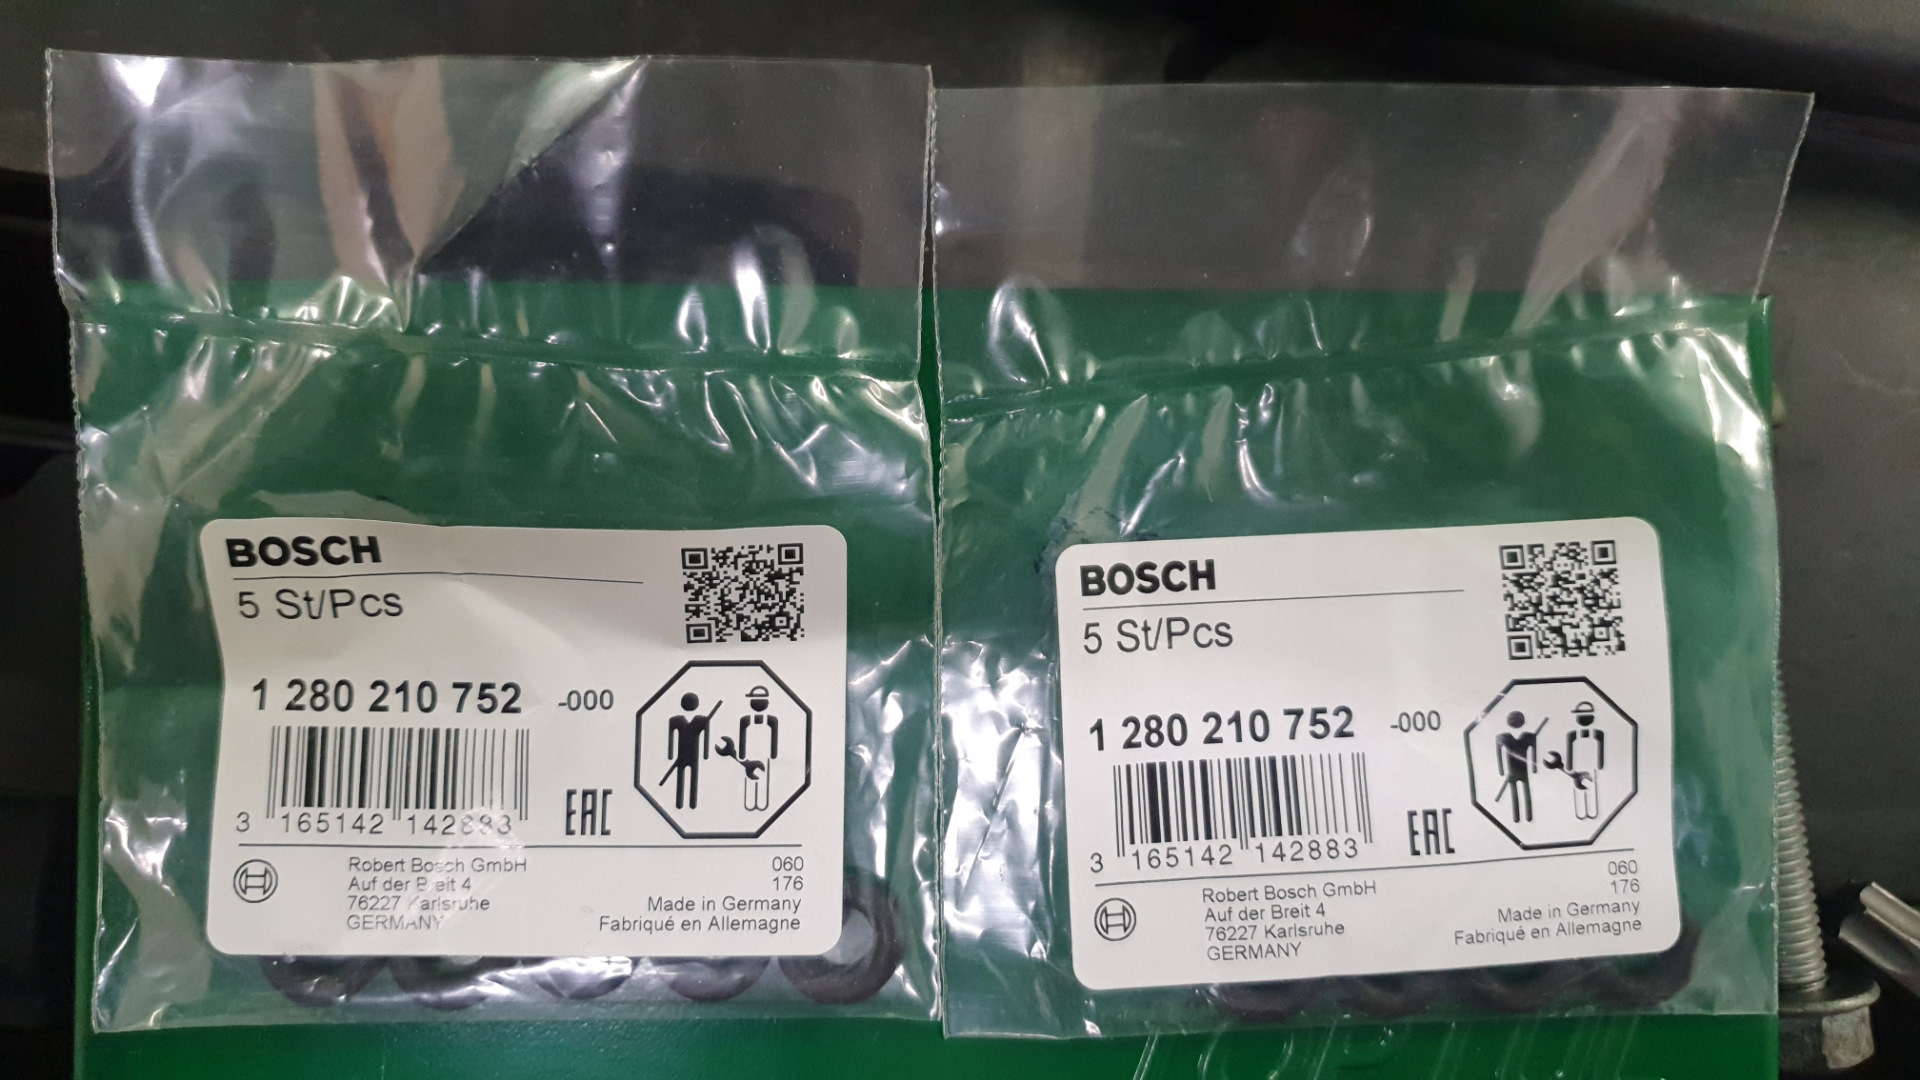 BOSCH
5 St/Pcs
1 280 210 752 -000
3 165142 142883
EAC
Robert Bosch GmbH
Auf der Breit 4
76227 Karlsruhe
GERMANY
060
176
Made in Germany
Fabriqué en Allemagne
BOSCH
5 St/Pcs
1 280 210 752 -000
3 165142 142883
EAC
Robert Bosch GmbH
Auf der Breit 4
76227 Karlsruhe
GERMANY
060
176
Made in Germany
Fabriqué en Allemagne